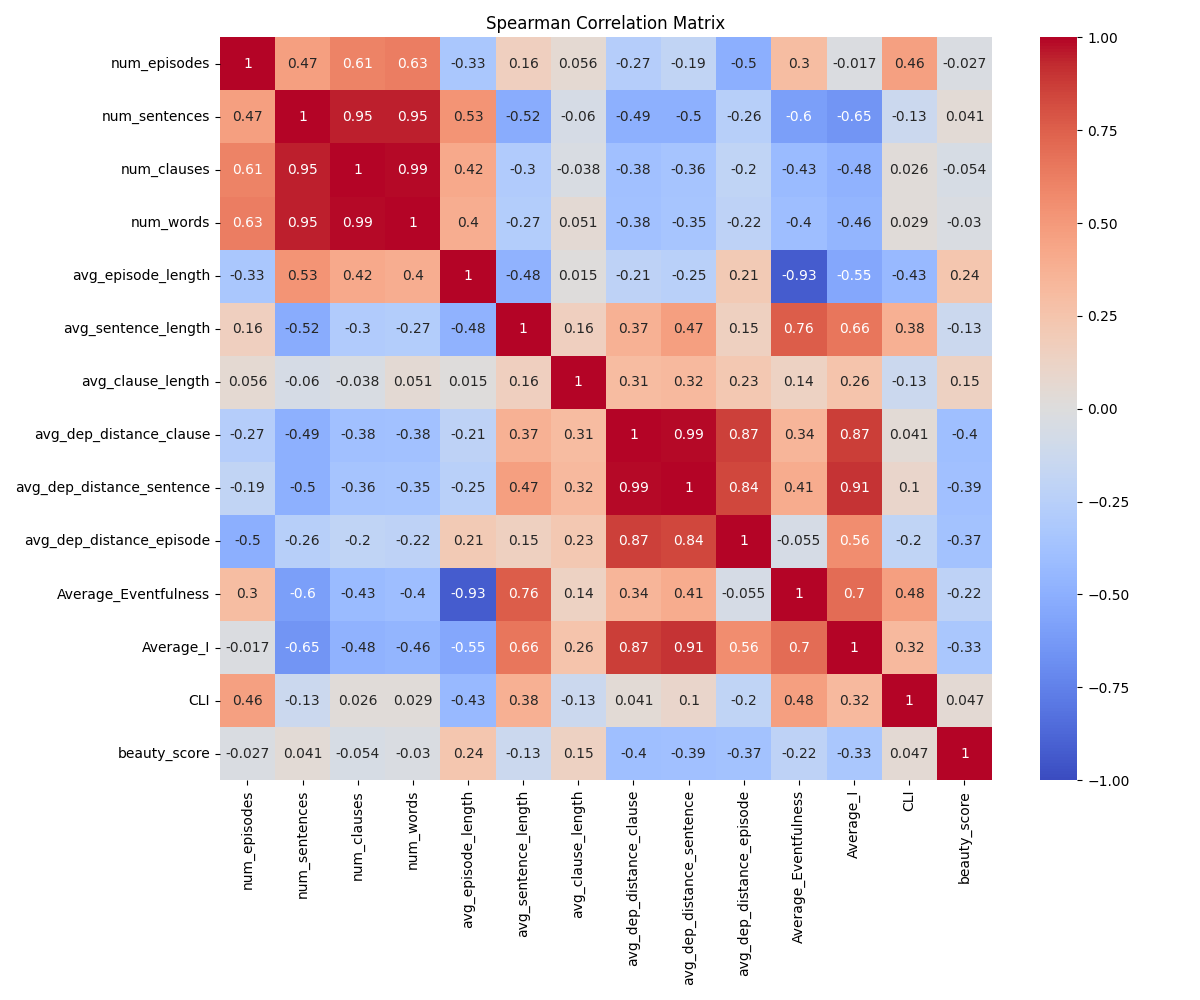 Spearman Correlation Matrix
num_episodes 1 0.47 0.61 0.63 -0.33 0.16 0.056 -0.27 -0.19 -0.5 0.3 -0.017 0.46 -0.027
num_sentences 0.47 1 0.95 0.95 0.53 -0.52 -0.06 -0.49 -0.5 -0.26 -0.6 -0.65 -0.13 0.041
num_clauses 0.61 0.95 1 0.99 0.42 -0.3 -0.038 -0.38 -0.36 -0.2 -0.43 -0.48 0.026 -0.054
num_words 0.63 0.95 0.99 1 0.4 -0.27 0.051 -0.38 -0.35 -0.22 -0.4 -0.46 0.029 -0.03
avg_episode_length -0.33 0.53 0.42 0.4 1 -0.48 0.015 -0.21 -0.25 0.21 -0.93 -0.55 -0.43 0.24
avg_sentence_length 0.16 -0.52 -0.3 -0.27 -0.48 1 0.16 0.37 0.47 0.15 0.76 0.66 0.38 -0.13
avg_clause_length 0.056 -0.06 -0.038 0.051 0.015 0.16 1 0.31 0.32 0.23 0.14 0.26 -0.13 0.15
avg_dep_distance_clause -0.27 -0.49 -0.38 -0.38 -0.21 0.37 0.31 1 0.99 0.87 0.34 0.87 0.041 -0.4
avg_dep_distance_sentence -0.19 -0.5 -0.36 -0.35 -0.25 0.47 0.32 0.99 1 0.84 0.41 0.91 0.1 -0.39
avg_dep_distance_episode -0.5 -0.26 -0.2 -0.22 0.21 0.15 0.23 0.87 0.84 1 -0.055 0.56 -0.2 -0.37
Average_Eventfulness 0.3 -0.6 -0.43 -0.4 -0.93 0.76 0.14 0.34 0.41 -0.055 1 0.7 0.48 -0.22
Average_I -0.017 -0.65 -0.48 -0.46 -0.55 0.66 0.26 0.87 0.91 0.56 0.7 1 0.32 -0.33
CLI 0.46 -0.13 0.026 0.029 -0.43 0.38 -0.13 0.041 0.1 -0.2 0.48 0.32 1 0.047
beauty_score -0.027 0.041 -0.054 -0.03 0.24 -0.13 0.15 -0.4 -0.39 -0.37 -0.22 -0.33 0.047 1
num_episodes
num_sentences
num_clauses
num_words
avg_episode_length
avg_sentence_length
avg_clause_length
avg_dep_distance_clause
avg_dep_distance_sentence
avg_dep_distance_episode
Average_Eventfulness
Average_I
CLI
beauty_score
1.00
0.75
0.50
0.25
0.00
−0.25
−0.50
−0.75
−1.00